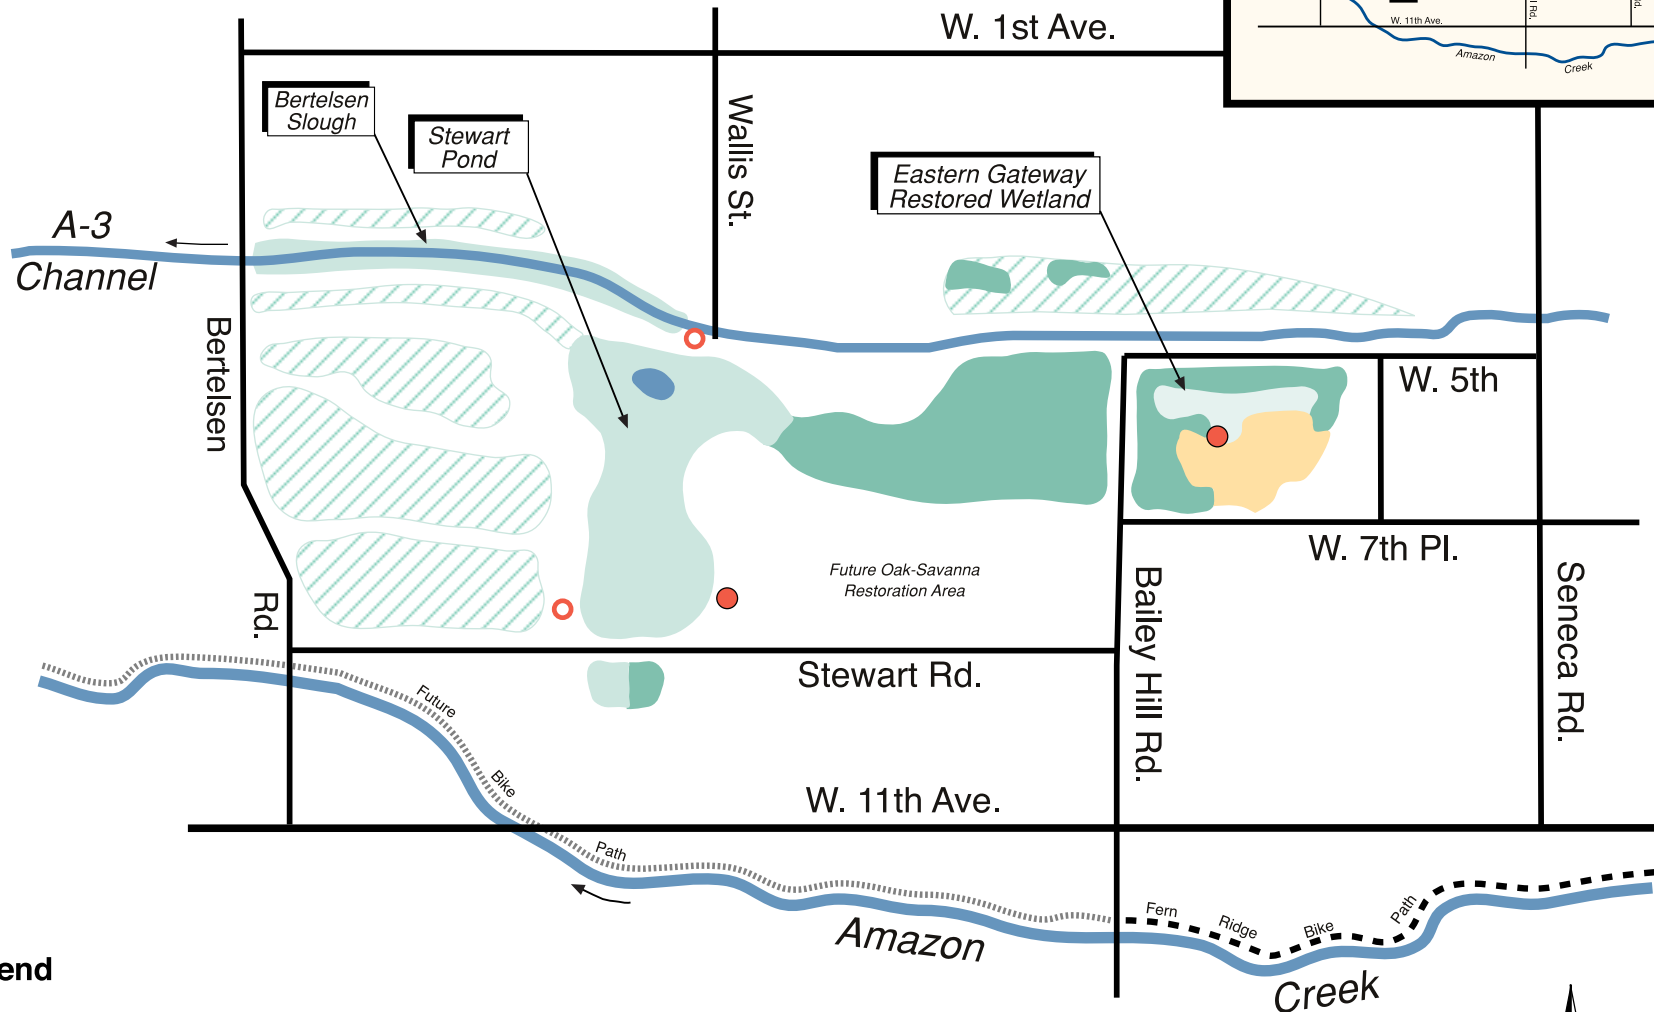 W. 1st Ave.
W. 11th Ave.
Rd.
Amazon
Creek
Bertelsen
Slough
Stewart
Pond
Wallis St.
Eastern Gateway
Restored Wetland
A-3
Channel
Bertelsen
Rd.
W. 5th
W. 7th Pl.
Future Oak-Savanna
Restoration Area
Bailey Hill Rd.
Seneca Rd.
Stewart Rd.
Future
Bike
Path
W. 11th Ave.
Fern
Ridge
Bike
Path
Amazon
Creek
end